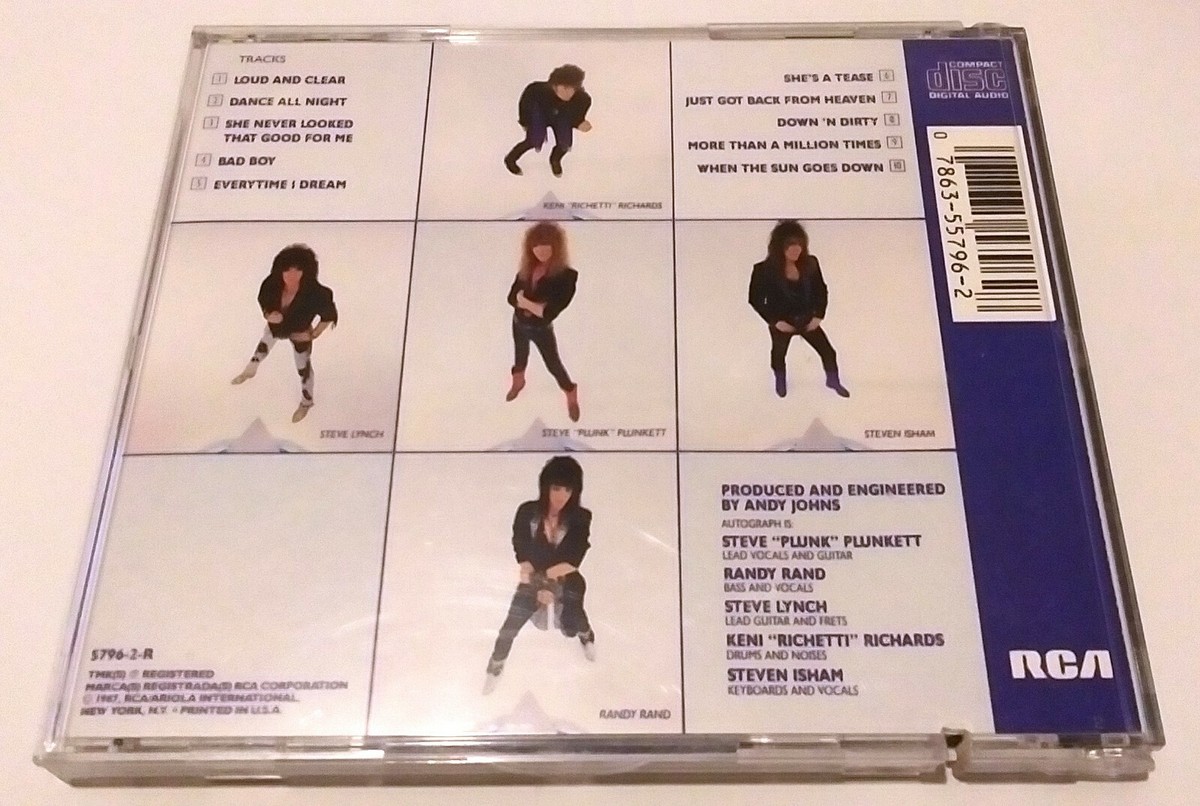 TRACKS
1 LOUD AND CLEAR
2 DANCE ALL NIGHT
3 SHE NEVER LOOKED
THAT GOOD FOR ME
4 BAD BOY
5 EVERYTIME I DREAM
KENI "RICHETTI" RICHARDS
SHE'S A TEASE 6
JUST GOT BACK FROM HEAVEN 7
DOWN 'N DIRTY 8
MORE THAN A MILLION TIMES 9
WHEN THE SUN GOES DOWN 10
COMPACT
disc
DIGITAL AUDIO
0 7863-55796-2
STEVE LYNCH
STEVE "PLUNK" PLUNKETT
STEVEN ISHAM
5796-2-R
TMK(S) ® REGISTERED
MARCA(S) REGISTRADA(S) RCA CORPORATION
© 1987, RCA/ARIOLA INTERNATIONAL,
NEW YORK, N.Y. • PRINTED IN U.S.A.
RANDY RAND
PRODUCED AND ENGINEERED
BY ANDY JOHNS
AUTOGRAPH IS:
STEVE "PLUNK" PLUNKETT
LEAD VOCALS AND GUITAR
RANDY RAND
BASS AND VOCALS
STEVE LYNCH
LEAD GUITAR AND FRETS
KENI "RICHETTI" RICHARDS
DRUMS AND NOISES
STEVEN ISHAM
KEYBOARDS AND VOCALS
RCA